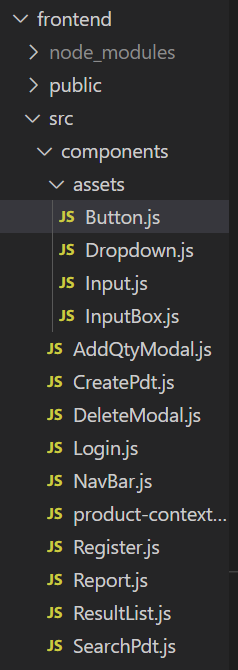 frontend
node_modules
public
src
components
assets
JS Button.js
JS Dropdown.js
JS Input.js
JS InputBox.js
JS AddQtyModal.js
JS CreatePdt.js
JS DeleteModal.js
JS Login.js
JS NavBar.js
JS product-context...
JS Register.js
JS Report.js
JS ResultList.js
JS SearchPdt.js